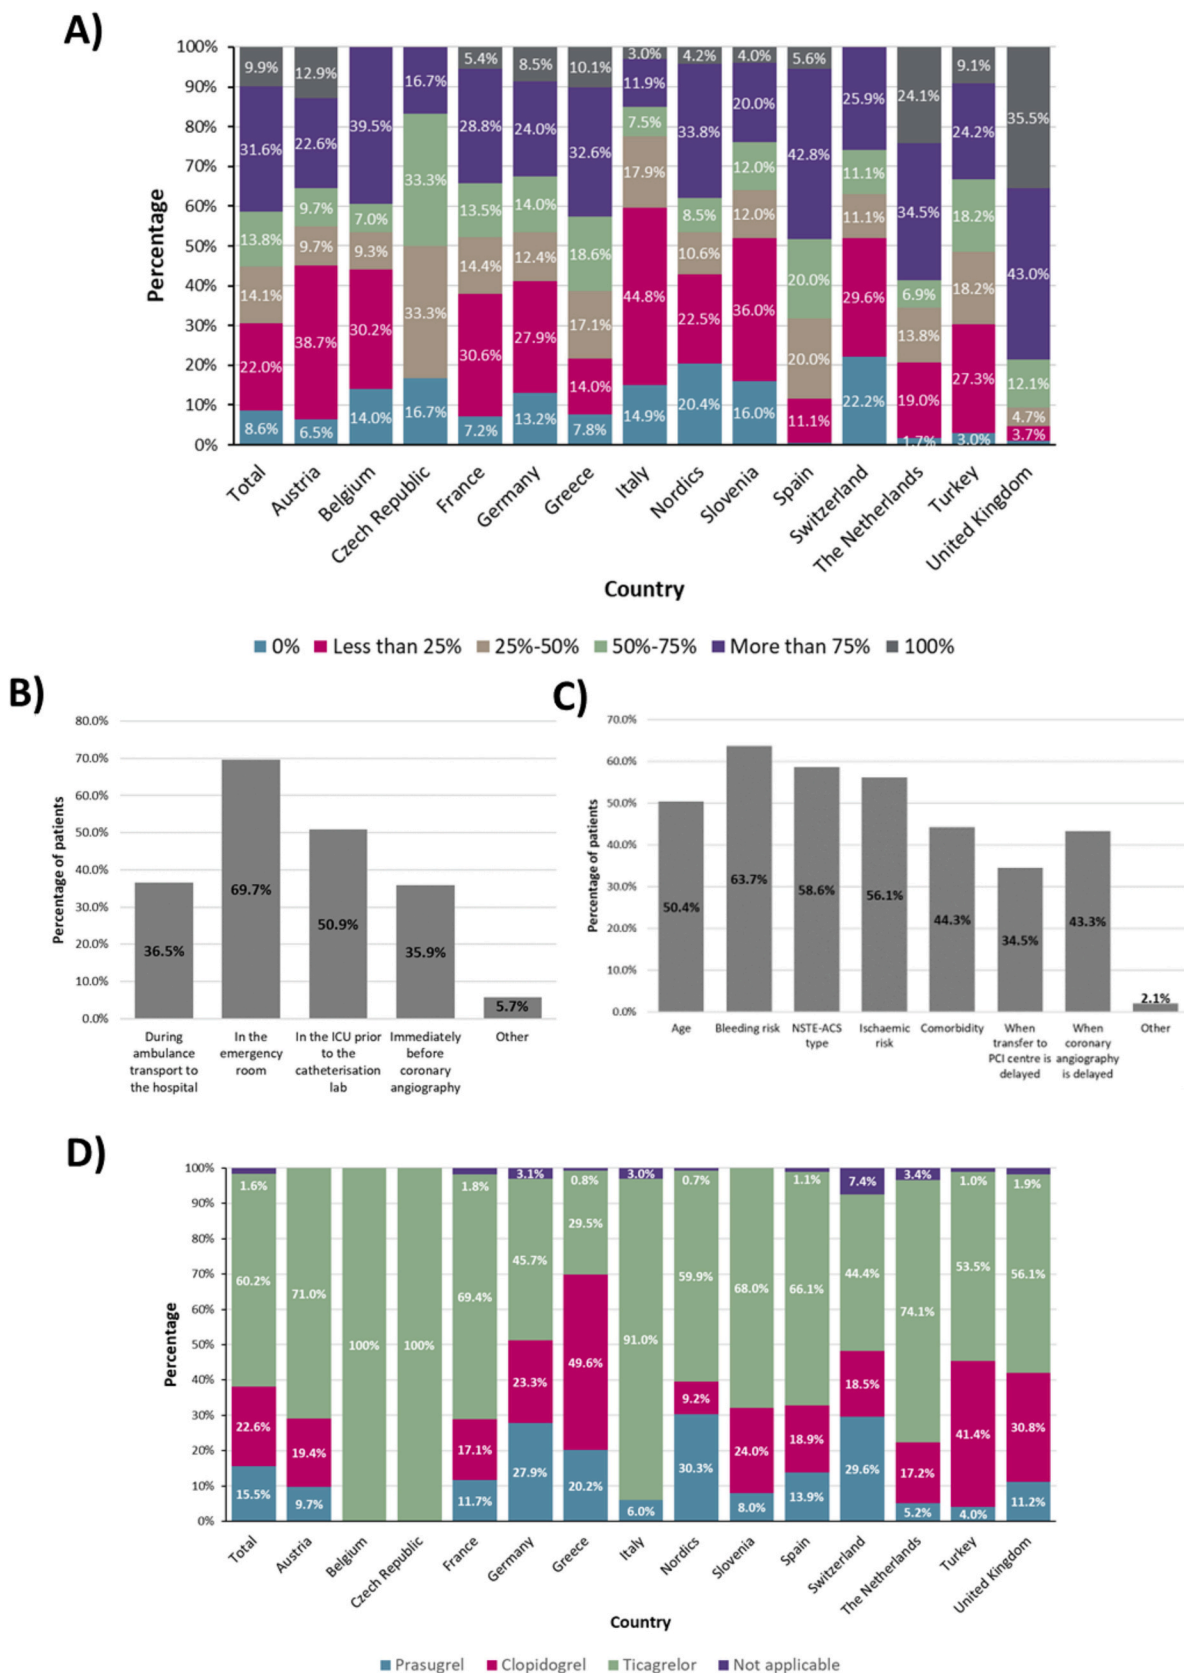 A)
100%
90%
80%
70%
60%
50%
40%
30%
20%
10%
0%
Percentage
9.9%
31.6%
13.8%
14.1%
22.0%
8.6%
12.9%
22.6%
9.7%
9.7%
38.7%
6.5%
39.5%
7.0%
9.3%
30.2%
14.0%
16.7%
33.3%
33.3%
16.7%
5.4%
28.8%
13.5%
14.4%
30.6%
7.2%
8.5%
24.0%
14.0%
12.4%
27.9%
13.2%
10.1%
32.6%
18.6%
17.1%
14.0%
7.8%
3.0%
11.9%
7.5%
17.9%
44.8%
14.9%
4.2%
33.8%
8.5%
10.6%
22.5%
20.4%
4.0%
20.0%
12.0%
12.0%
36.0%
16.0%
5.6%
42.8%
20.0%
20.0%
11.1%
25.9%
11.1%
11.1%
29.6%
22.2%
24.1%
34.5%
6.9%
13.8%
19.0%
1.7%
9.1%
24.2%
18.2%
18.2%
27.3%
3.0%
35.5%
43.0%
12.1%
4.7%
3.7%
Total
Austria
Belgium
Czech Republic
France
Germany
Greece
Italy
Nordics
Slovenia
Spain
Switzerland
The Netherlands
Turkey
United Kingdom
Country
0% Less than 25% 25%-50% 50%-75% More than 75% 100%
B)
80.0%
70.0%
60.0%
50.0%
40.0%
30.0%
20.0%
10.0%
0.0%
Percentage of patients
36.5%
69.7%
50.9%
35.9%
5.7%
During
ambulance
transport to
the hospital
In the
emergency
room
In the ICU prior
to the
catheterisation
lab
Immediately
before
coronary
angiography
Other
C)
70.0%
60.0%
50.0%
40.0%
30.0%
20.0%
10.0%
0.0%
Percentage of patients
50.4%
63.7%
58.6%
56.1%
44.3%
34.5%
43.3%
2.1%
Age
Bleeding risk
NSTE-ACS
type
Ischaemic
risk
Comorbidity
When
transfer to
PCI centre is
delayed
When
coronary
angiography
is delayed
Other
D)
100%
90%
80%
70%
60%
50%
40%
30%
20%
10%
0%
Percentage
1.6%
60.2%
22.6%
15.5%
71.0%
19.4%
9.7%
100%
100%
1.8%
69.4%
17.1%
11.7%
3.1%
45.7%
23.3%
27.9%
0.8%
29.5%
49.6%
20.2%
3.0%
91.0%
6.0%
0.7%
59.9%
9.2%
30.3%
68.0%
24.0%
8.0%
1.1%
66.1%
18.9%
13.9%
7.4%
44.4%
18.5%
29.6%
3.4%
74.1%
17.2%
5.2%
1.0%
53.5%
41.4%
4.0%
1.9%
56.1%
30.8%
11.2%
Total
Austria
Belgium
Czech Republic
France
Germany
Greece
Italy
Nordics
Slovenia
Spain
Switzerland
The Netherlands
Turkey
United Kingdom
Country
Prasugrel Clopidogrel Ticagrelor Not applicable